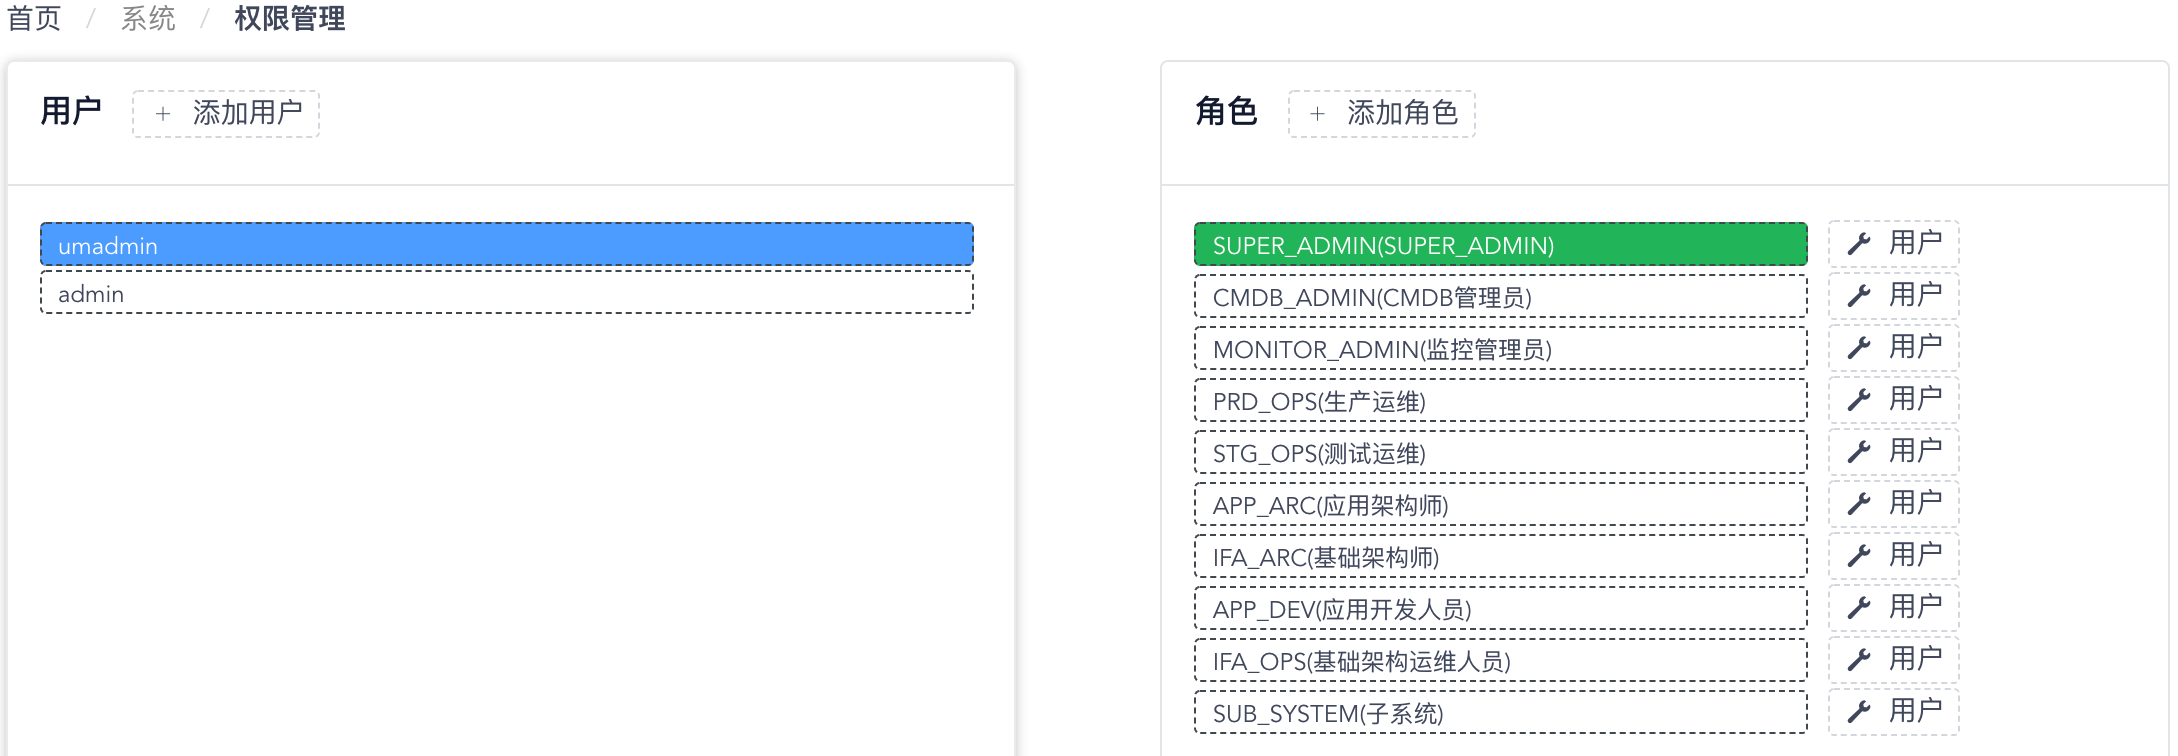 首页 / 系统 / 权限管理
用户 + 添加用户
umadmin
admin
角色 + 添加角色
SUPER_ADMIN(SUPER_ADMIN) 用户
CMDB_ADMIN(CMDB管理员) 用户
MONITOR_ADMIN(监控管理员) 用户
PRD_OPS(生产运维) 用户
STG_OPS(测试运维) 用户
APP_ARC(应用架构师) 用户
IFA_ARC(基础架构师) 用户
APP_DEV(应用开发人员) 用户
IFA_OPS(基础架构运维人员) 用户
SUB_SYSTEM(子系统) 用户